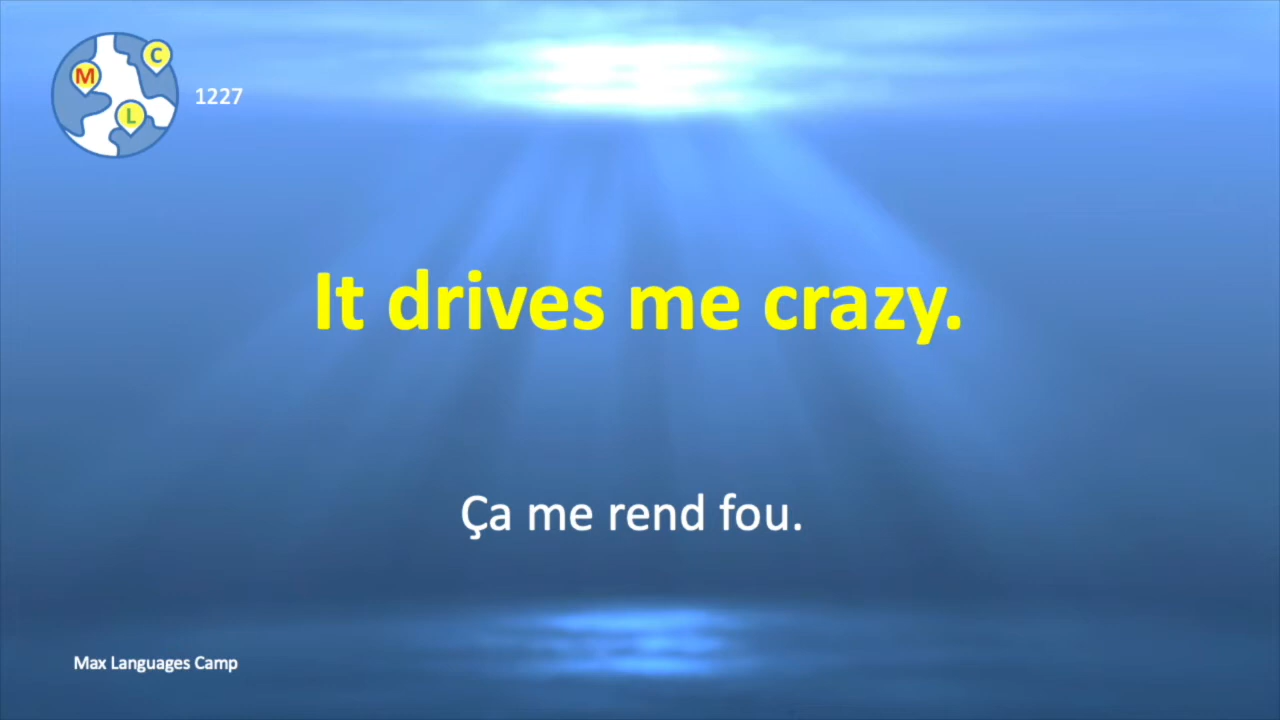 M
C
L
1227
It drives me crazy.
Ça me rend fou.
Max Languages Camp